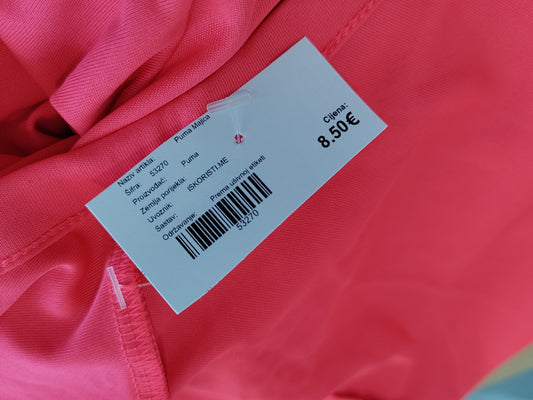 Naziv artikla: Puma Majica
Šifra: 53270
Proizvođač: Puma
Zemlja porijekla:
Uvoznik: ISKORISTI.ME
Sastav:
Održavanje: Prema ušivnoj etiketi
53270
Cijena:
8.50€